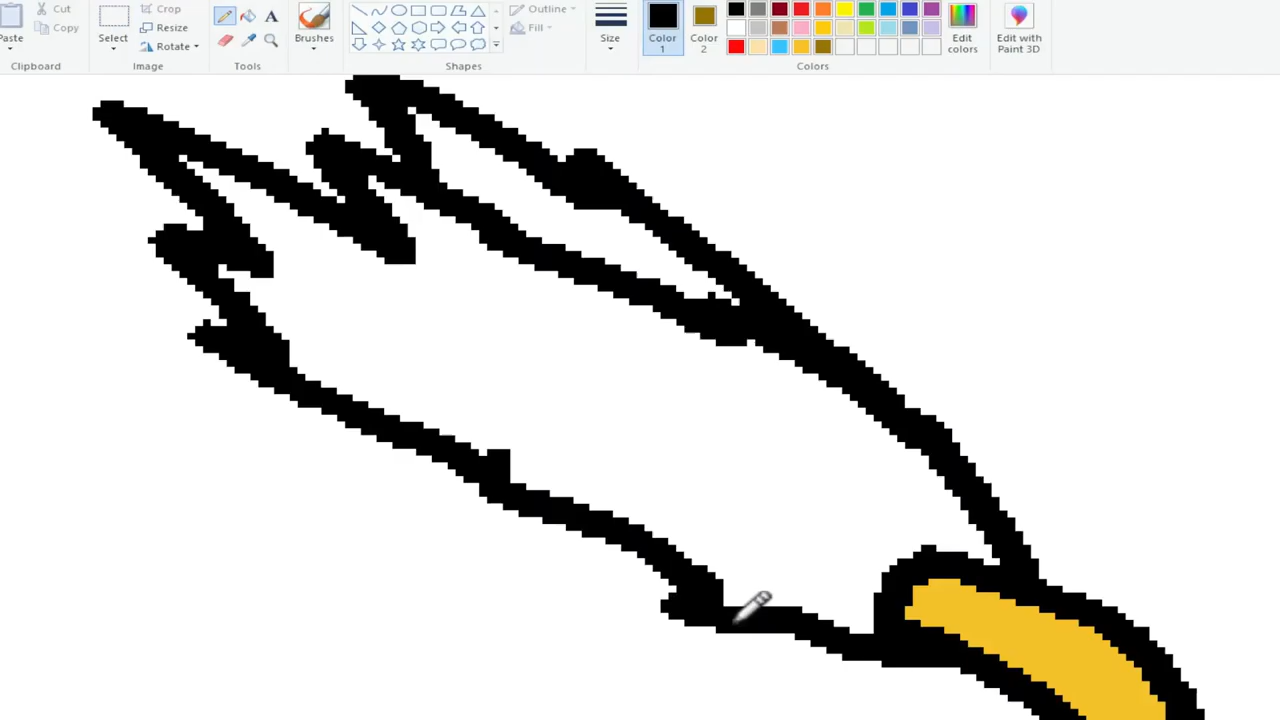 Cut
Crop
Outline
Color 1
Color 2
Paste
Copy
Select
Resize
Rotate
A
Brushes
Fill
Size
Edit colors
Edit with Paint 3D
Clipboard
Image
Tools
Shapes
Colors